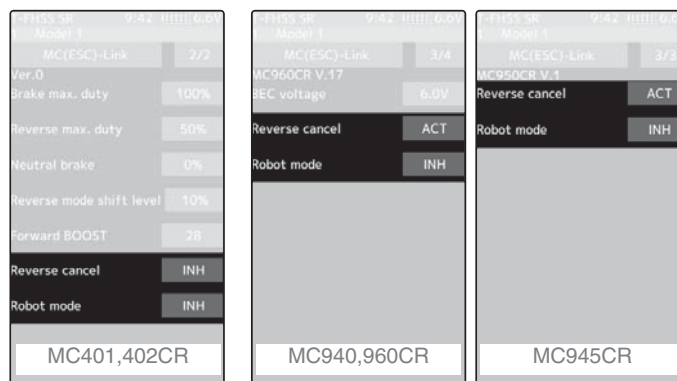 T-FHSS SR 9:42 6.6V
1 Model 1
MC(ESC)-Link 2/2
Ver.0
Brake max. duty 100%
Reverse max. duty 50%
Neutral brake 0%
Reverse mode shift level 10%
Forward BOOST 28
Reverse cancel INH
Robot mode INH
MC401,402CR
T-FHSS SR 9:42 6.6V
1 Model 1
MC(ESC)-Link 3/4
MC960CR V.17
BEC voltage 6.0V
Reverse cancel ACT
Robot mode INH
MC940,960CR
T-FHSS SR 9:42 6.6V
1 Model 1
MC(ESC)-Link 3/3
MC950CR V.1
Reverse cancel ACT
Robot mode INH
MC945CR